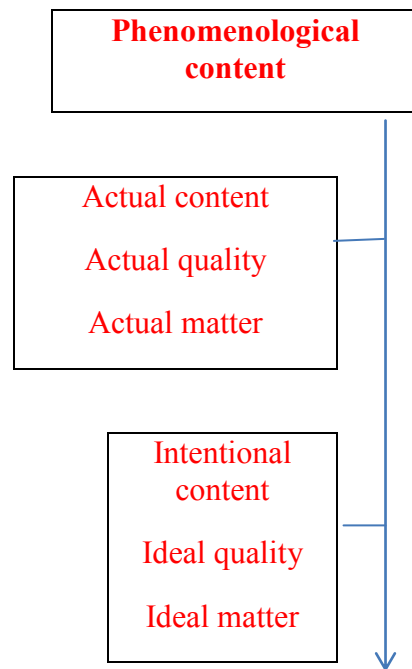 Phenomenological
content
Actual content
Actual quality
Actual matter
Intentional
content
Ideal quality
Ideal matter